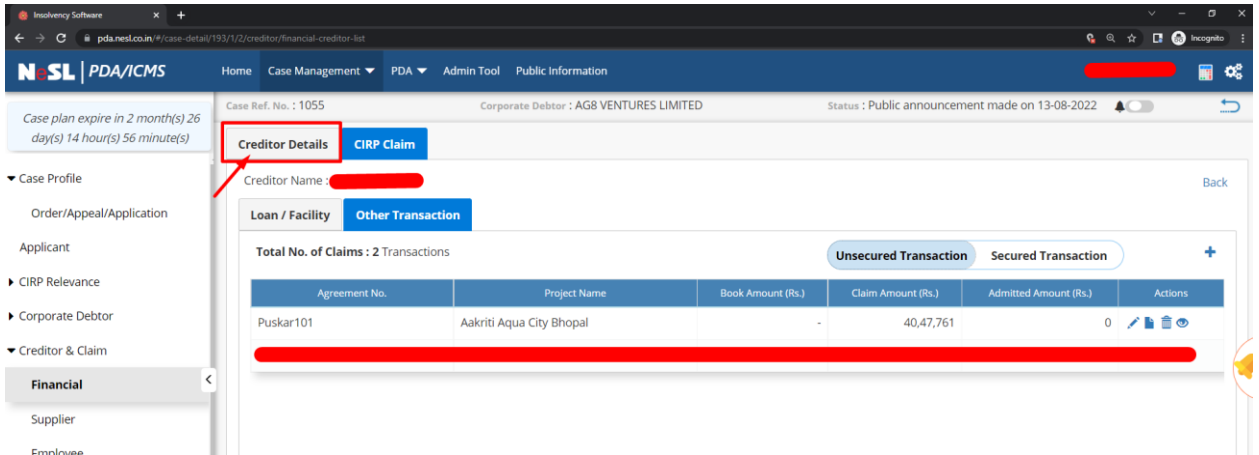 Insolvency Software
pda.nesl.co.in/#/case-detail/193/1/2/creditor/financial-creditor-list
Incognito
NeSL | PDA/ICMS
Home Case Management PDA Admin Tool Public Information
Case plan expire in 2 month(s) 26
day(s) 14 hour(s) 56 minute(s)
Case Ref. No. : 1055 Corporate Debtor : AG8 VENTURES LIMITED Status : Public announcement made on 13-08-2022
Creditor Details CIRP Claim
Case Profile
Creditor Name : Back
Order/Appeal/Application
Loan / Facility Other Transaction
Applicant
Total No. of Claims : 2 Transactions Unsecured Transaction Secured Transaction
CIRP Relevance
Agreement No. Project Name Book Amount (Rs.) Claim Amount (Rs.) Admitted Amount (Rs.) Actions
Corporate Debtor
Puskar101 Aakriti Aqua City Bhopal - 40,47,761 0
Creditor & Claim
Financial
Supplier
Employee